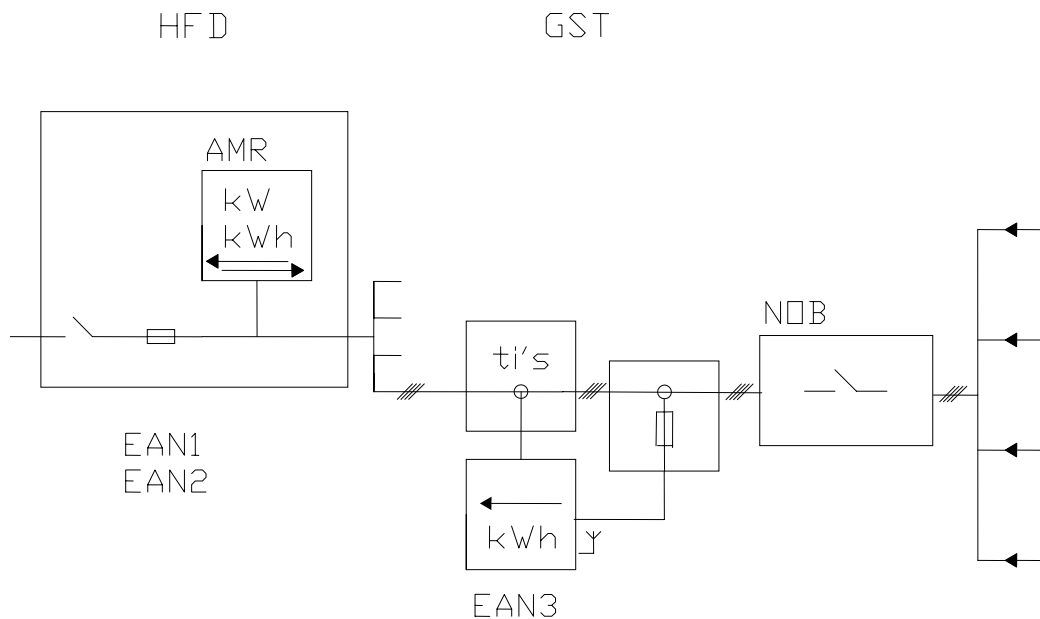 HFD
GST
AMR
kW
kWh
NOB
ti's
EAN1
EAN2
kWh
EAN3